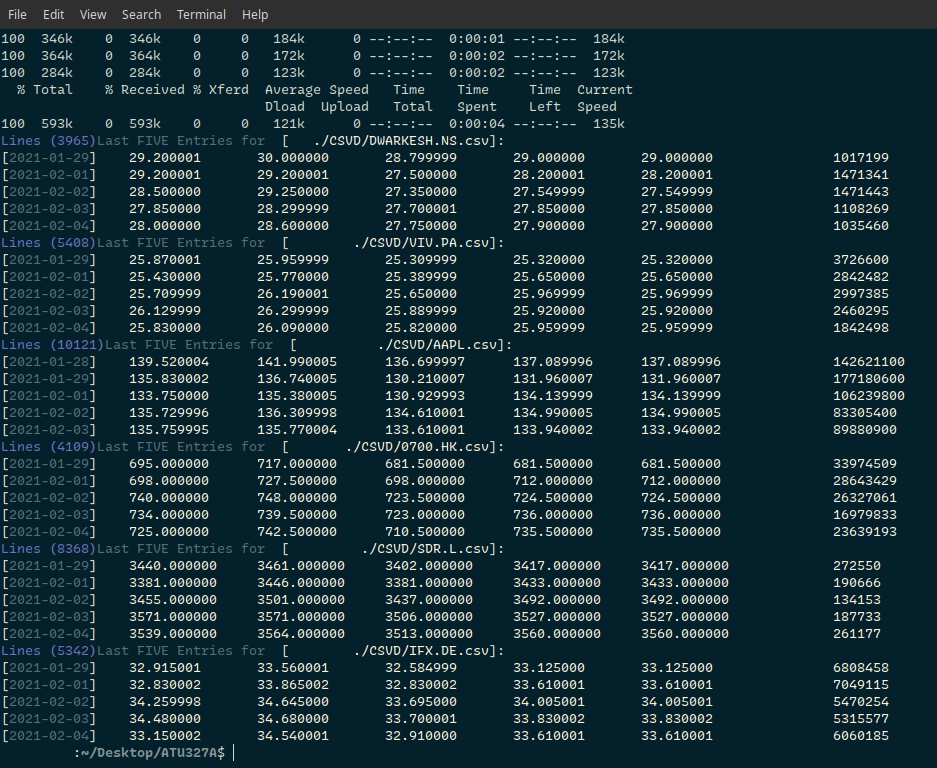 File Edit View Search Terminal Help
100 346k 0 346k 0 0 184k 0 --:--:-- 0:00:01 --:--:-- 184k
100 364k 0 364k 0 0 172k 0 --:--:-- 0:00:02 --:--:-- 172k
100 284k 0 284k 0 0 123k 0 --:--:-- 0:00:02 --:--:-- 123k
% Total % Received % Xferd Average Speed Time Time Time Current
Dload Upload Total Spent Left Speed
100 593k 0 593k 0 0 121k 0 --:--:-- 0:00:04 --:--:-- 135k
Lines (3965)Last FIVE Entries for [ ./CSVD/DWARKESH.NS.csv]:
[2021-01-29] 29.200001 30.000000 28.799999 29.000000 29.000000 1017199
[2021-02-01] 29.200001 29.200001 27.500000 28.200001 28.200001 1471341
[2021-02-02] 28.500000 29.250000 27.350000 27.549999 27.549999 1471443
[2021-02-03] 27.850000 28.299999 27.700001 27.850000 27.850000 1108269
[2021-02-04] 28.000000 28.600000 27.750000 27.900000 27.900000 1035460
Lines (5408)Last FIVE Entries for [ ./CSVD/VIV.PA.csv]:
[2021-01-29] 25.870001 25.959999 25.309999 25.320000 25.320000 3726600
[2021-02-01] 25.430000 25.770000 25.389999 25.650000 25.650000 2842482
[2021-02-02] 25.709999 26.190001 25.650000 25.969999 25.969999 2997385
[2021-02-03] 26.129999 26.299999 25.889999 25.920000 25.920000 2460295
[2021-02-04] 25.830000 26.090000 25.820000 25.959999 25.959999 1842498
Lines (10121)Last FIVE Entries for [ ./CSVD/AAPL.csv]:
[2021-01-28] 139.520004 141.990005 136.699997 137.089996 137.089996 142621100
[2021-01-29] 135.830002 136.740005 130.210007 131.960007 131.960007 177180600
[2021-02-01] 133.750000 135.380005 130.929993 134.139999 134.139999 106239800
[2021-02-02] 135.729996 136.309998 134.610001 134.990005 134.990005 83305400
[2021-02-03] 135.759995 135.770004 133.610001 133.940002 133.940002 89880900
Lines (4109)Last FIVE Entries for [ ./CSVD/0700.HK.csv]:
[2021-01-29] 695.000000 717.000000 681.500000 681.500000 681.500000 33974509
[2021-02-01] 698.000000 727.500000 698.000000 712.000000 712.000000 28643429
[2021-02-02] 740.000000 748.000000 723.500000 724.500000 724.500000 26327061
[2021-02-03] 734.000000 739.500000 723.000000 736.000000 736.000000 16979833
[2021-02-04] 725.000000 742.500000 710.500000 735.500000 735.500000 23639193
Lines (8368)Last FIVE Entries for [ ./CSVD/SDR.L.csv]:
[2021-01-29] 3440.000000 3461.000000 3402.000000 3417.000000 3417.000000 272550
[2021-02-01] 3381.000000 3446.000000 3381.000000 3433.000000 3433.000000 190666
[2021-02-02] 3455.000000 3501.000000 3437.000000 3492.000000 3492.000000 134153
[2021-02-03] 3571.000000 3571.000000 3506.000000 3527.000000 3527.000000 187733
[2021-02-04] 3539.000000 3564.000000 3513.000000 3560.000000 3560.000000 261177
Lines (5342)Last FIVE Entries for [ ./CSVD/IFX.DE.csv]:
[2021-01-29] 32.915001 33.560001 32.584999 33.125000 33.125000 6808458
[2021-02-01] 32.830002 33.865002 32.830002 33.610001 33.610001 7049115
[2021-02-02] 34.259998 34.645000 33.695000 34.005001 34.005001 5470254
[2021-02-03] 34.480000 34.680000 33.700001 33.830002 33.830002 5315577
[2021-02-04] 33.150002 34.540001 32.910000 33.610001 33.610001 6060185
:~/Desktop/ATU327A$